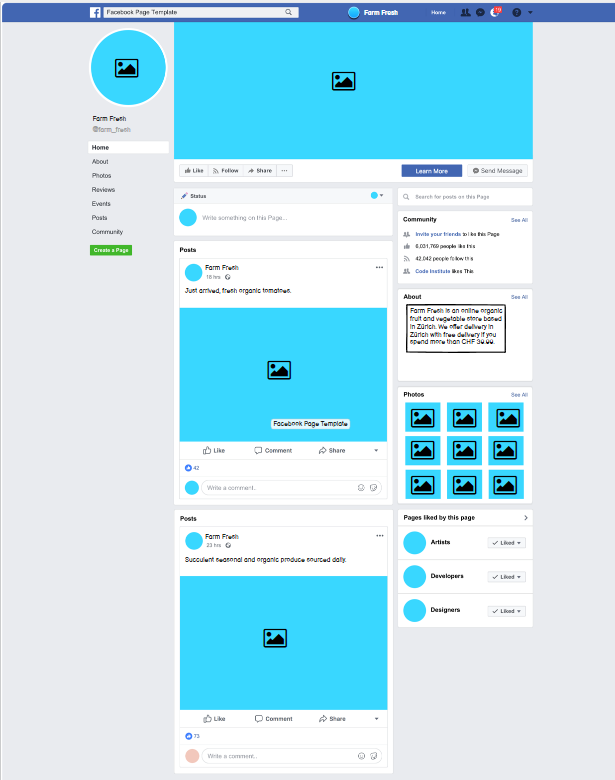 Facebook Page Template
Farm Fresh
Home
19
Farm Fresh
@farm_fresh
Home
About
Photos
Reviews
Events
Posts
Community
Create a Page
Like
Follow
Share
Learn More
Send Message
Status
Write something on this Page...
Posts
Farm Fresh
16 hrs
Just arrived, fresh organic tomatoes.
Facebook Page Template
Like Comment Share
42
Write a comment.
Posts
Farm Fresh
23 hrs
Succulent seasonal and organic produce sourced daily.
Like Comment Share
73
Write a comment..
Search for posts on this Page
Community See All
Invite your friends to like this Page
6,031,769 people like this
42,042 people follow this
Code Institute likes This
About See All
Farm Fresh is an online organic
fruit and vegetable store based
in Zürich. We offer delivery in
Zürich with free delivery if you
spend more than CHF 39.99.
Photos See All
Pages liked by this page
Artists Liked
Developers Liked
Designers Liked